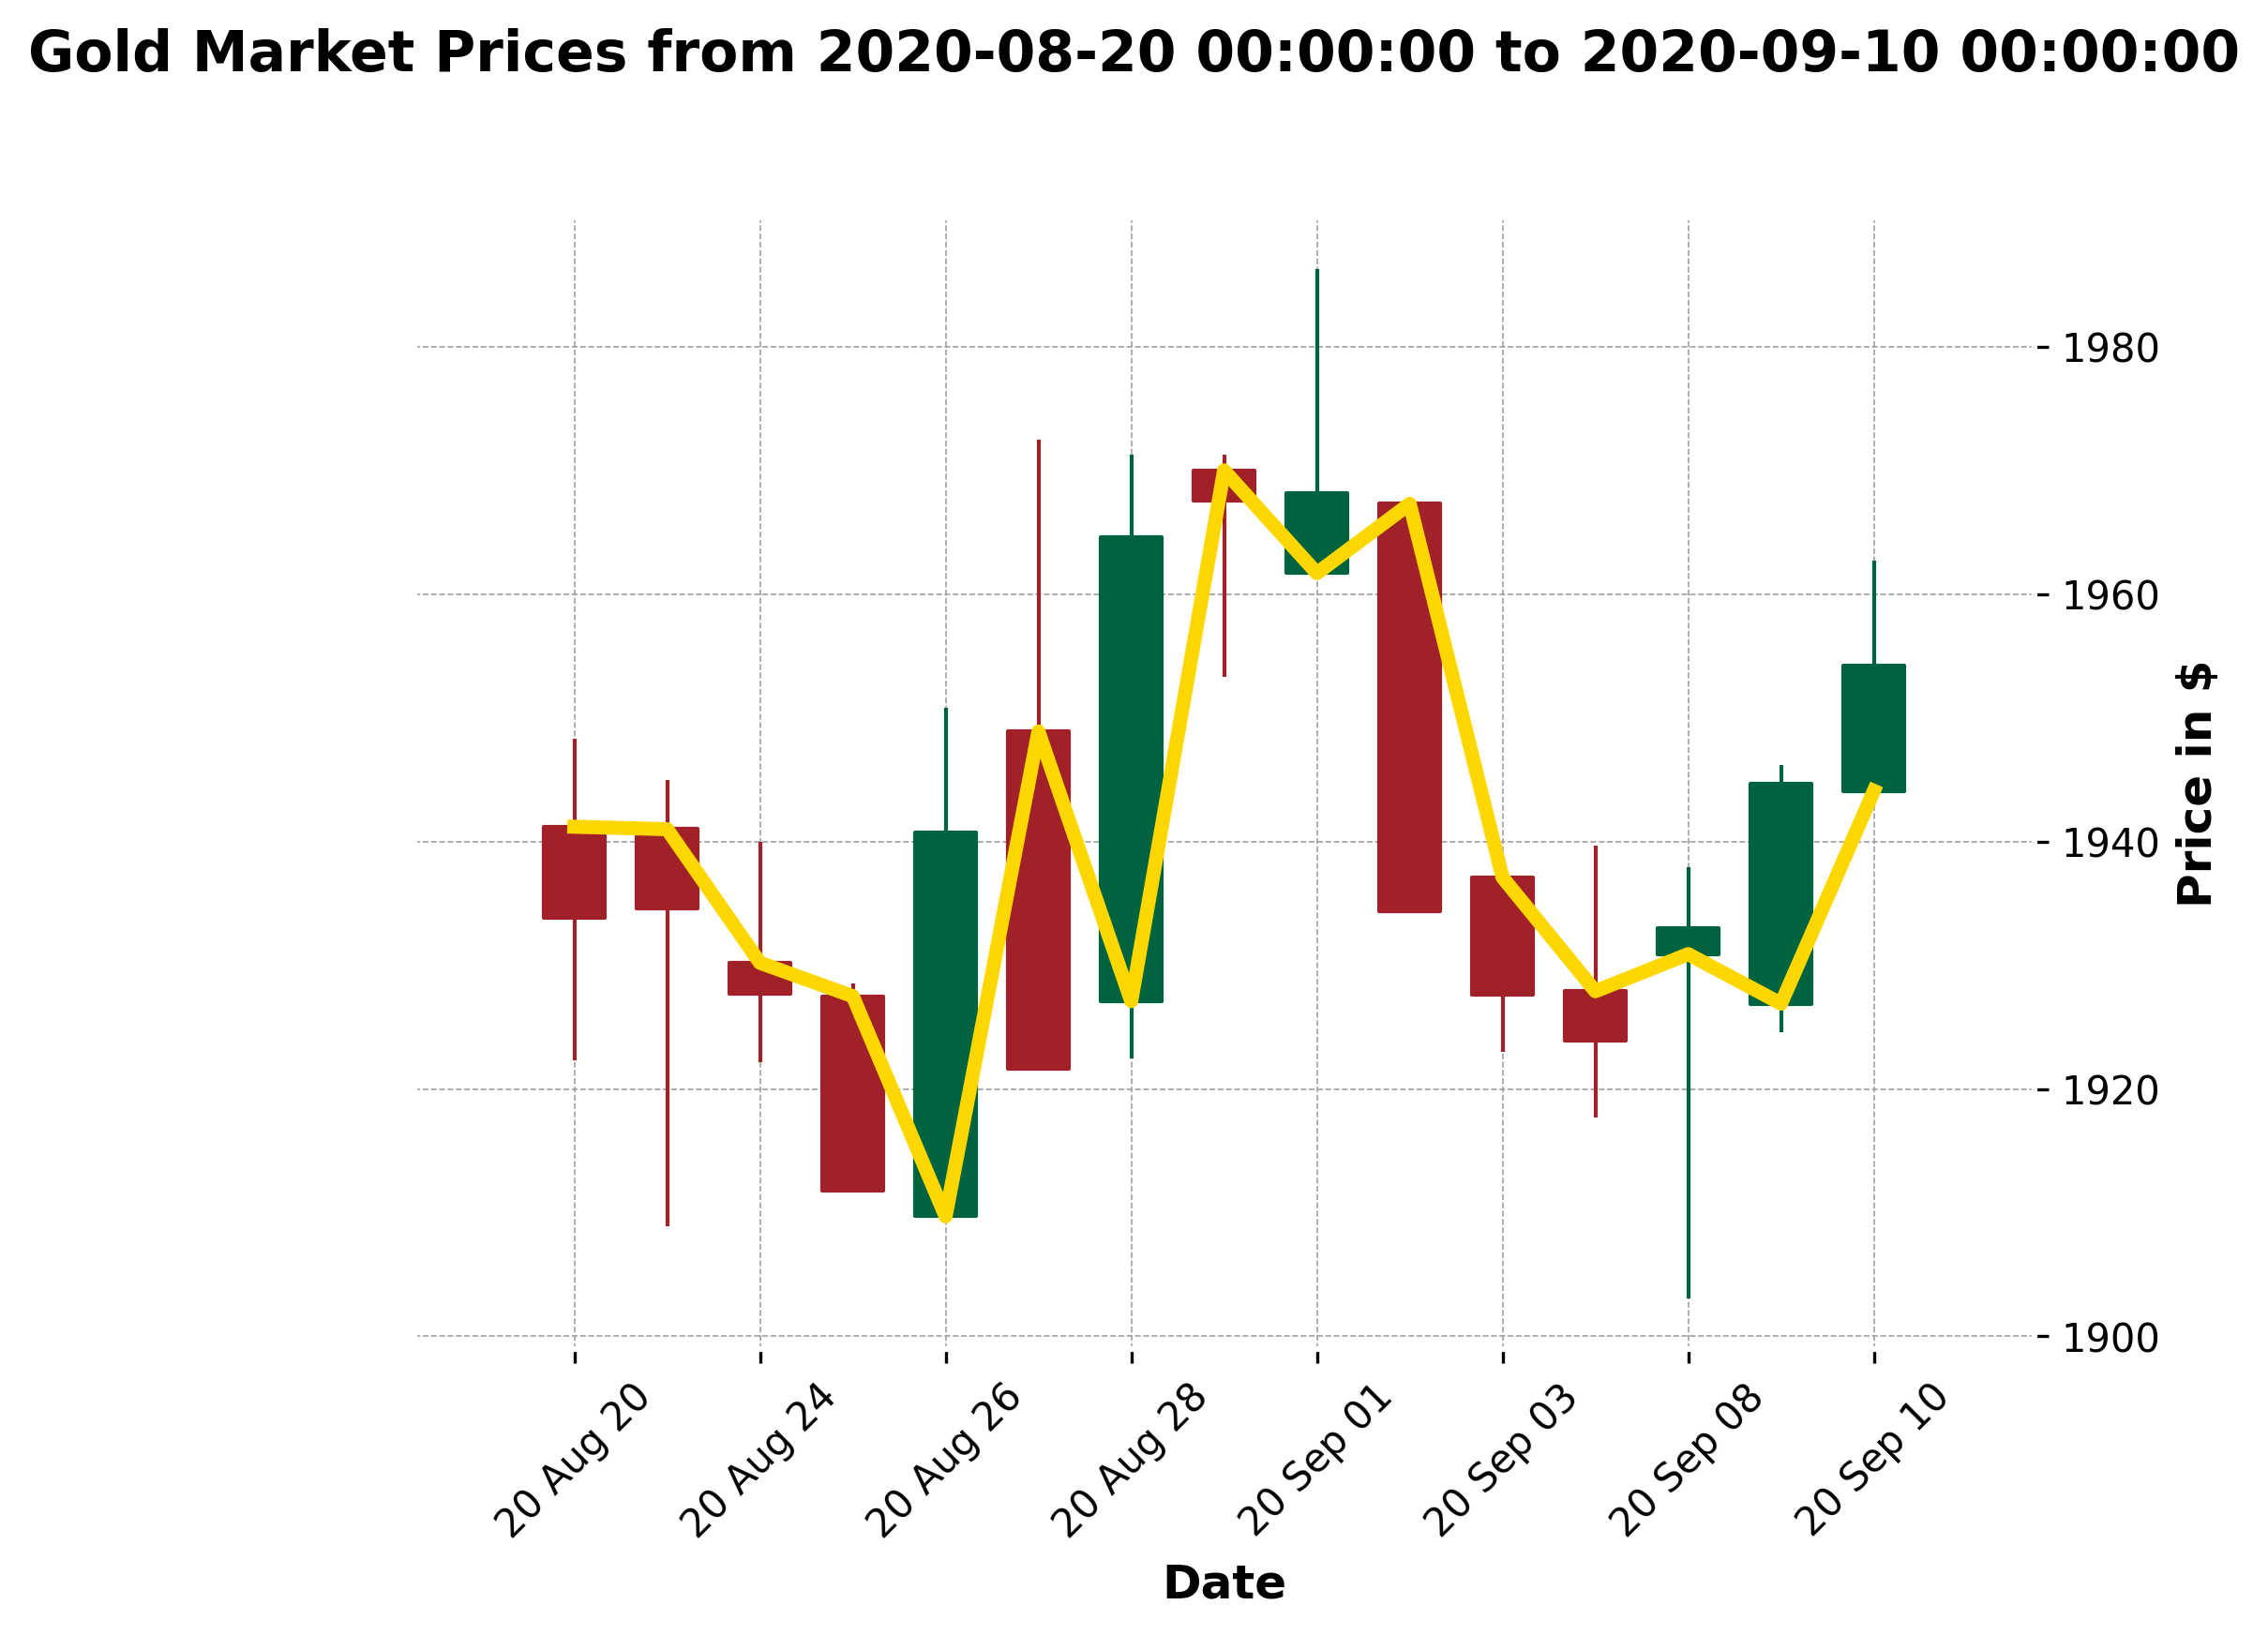 Gold Market Prices from 2020-08-20 00:00:00 to 2020-09-10 00:00:00
1980
1960
1940
1920
1900
Price in $
20 Aug 20
20 Aug 24
20 Aug 26
20 Aug 28
20 Sep 01
20 Sep 03
20 Sep 08
20 Sep 10
Date